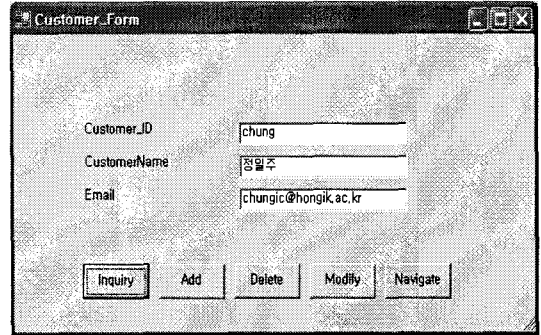 Customer_Form
Customer_ID chung
CustomerName 정일주
Email chungic@hongik.ac.kr
Inquiry Add Delete Modify Navigate